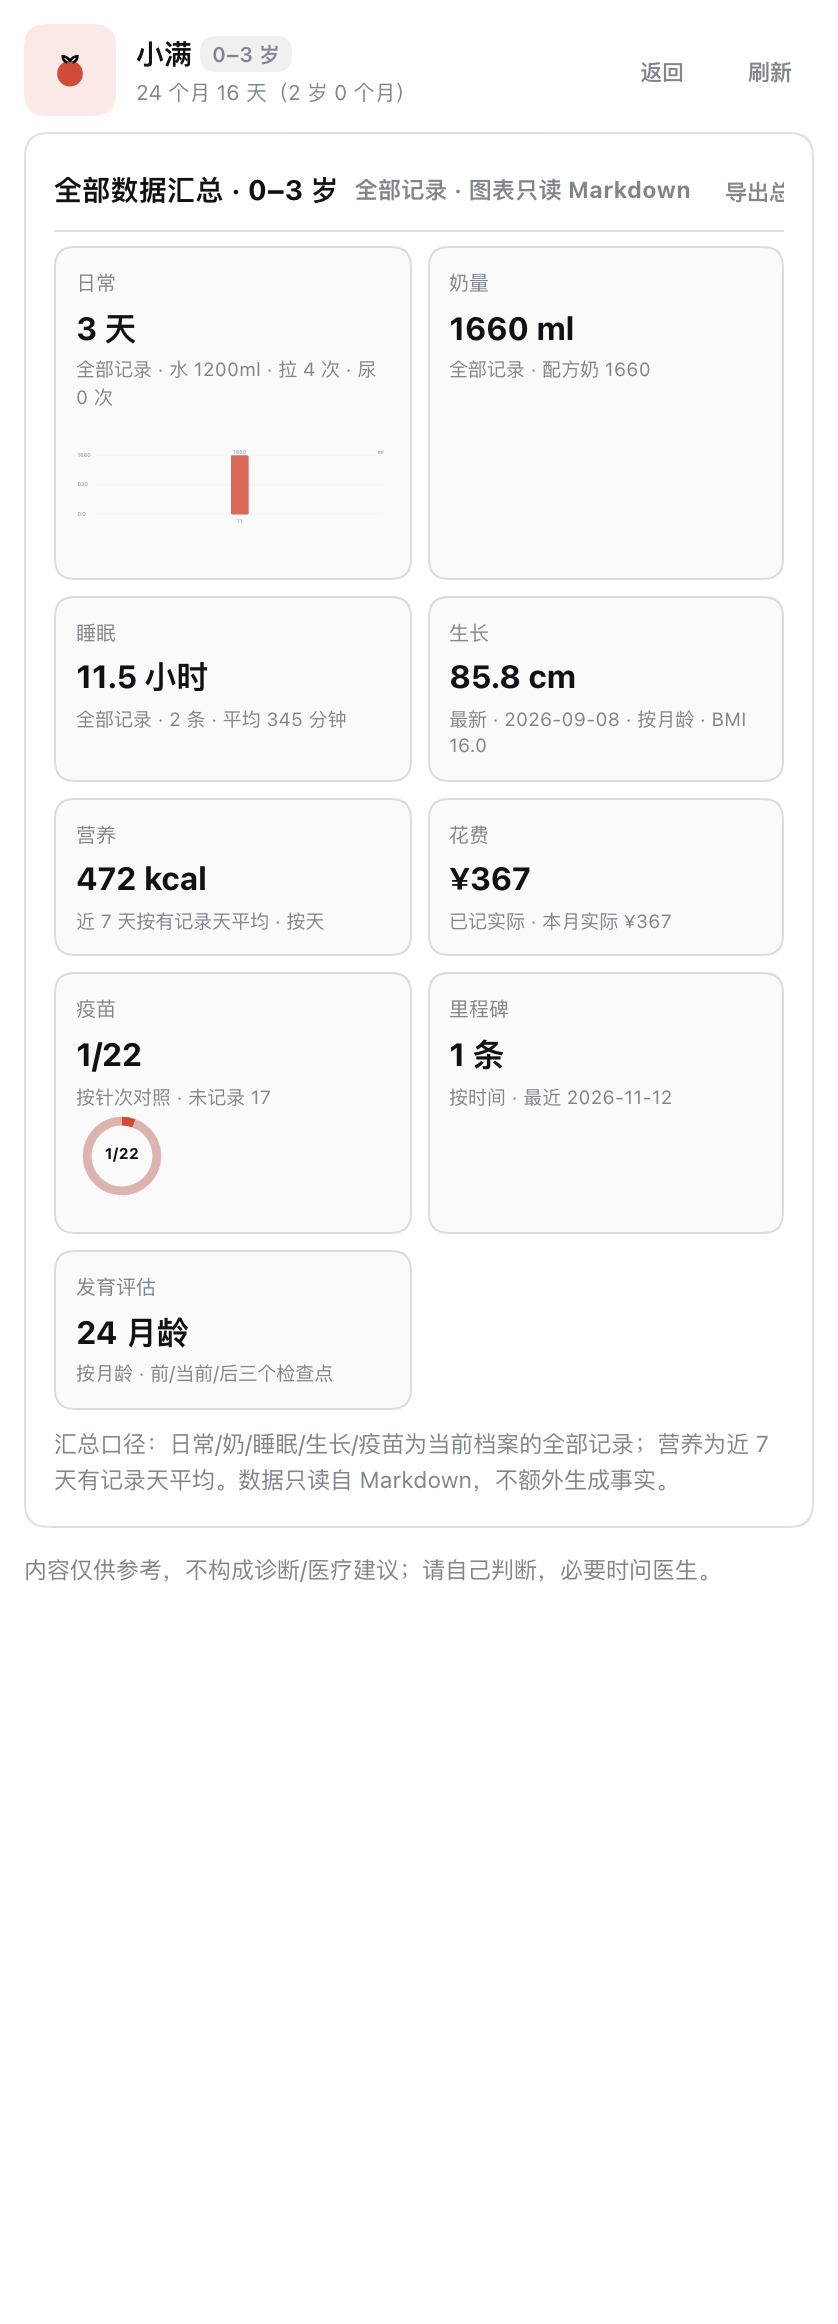 小满 0–3 岁
24 个月 16 天（2 岁 0 个月）
返回 刷新
全部数据汇总 · 0–3 岁 全部记录 · 图表只读 Markdown 导出总
日常
3 天
全部记录 · 水 1200ml · 拉 4 次 · 尿
0 次
1660 1660 ml
830
0.0
11
奶量
1660 ml
全部记录 · 配方奶 1660
睡眠
11.5 小时
全部记录 · 2 条 · 平均 345 分钟
生长
85.8 cm
最新 · 2026-09-08 · 按月龄 · BMI
16.0
营养
472 kcal
近 7 天按有记录天平均 · 按天
花费
¥367
已记实际 · 本月实际 ¥367
疫苗
1/22
按针次对照 · 未记录 17
1/22
里程碑
1 条
按时间 · 最近 2026-11-12
发育评估
24 月龄
按月龄 · 前/当前/后三个检查点
汇总口径：日常/奶/睡眠/生长/疫苗为当前档案的全部记录；营养为近 7
天有记录天平均。数据只读自 Markdown，不额外生成事实。
内容仅供参考，不构成诊断/医疗建议；请自己判断，必要时问医生。